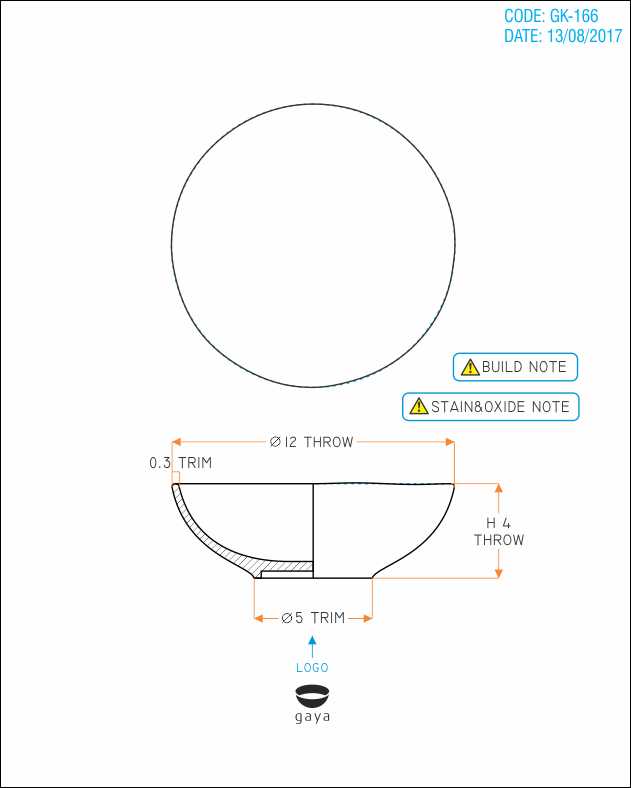 CODE: GK-166
DATE: 13/08/2017
BUILD NOTE
STAIN&OXIDE NOTE
∅12 THROW
0.3 TRIM
H 4
THROW
∅5 TRIM
LOGO
gaya